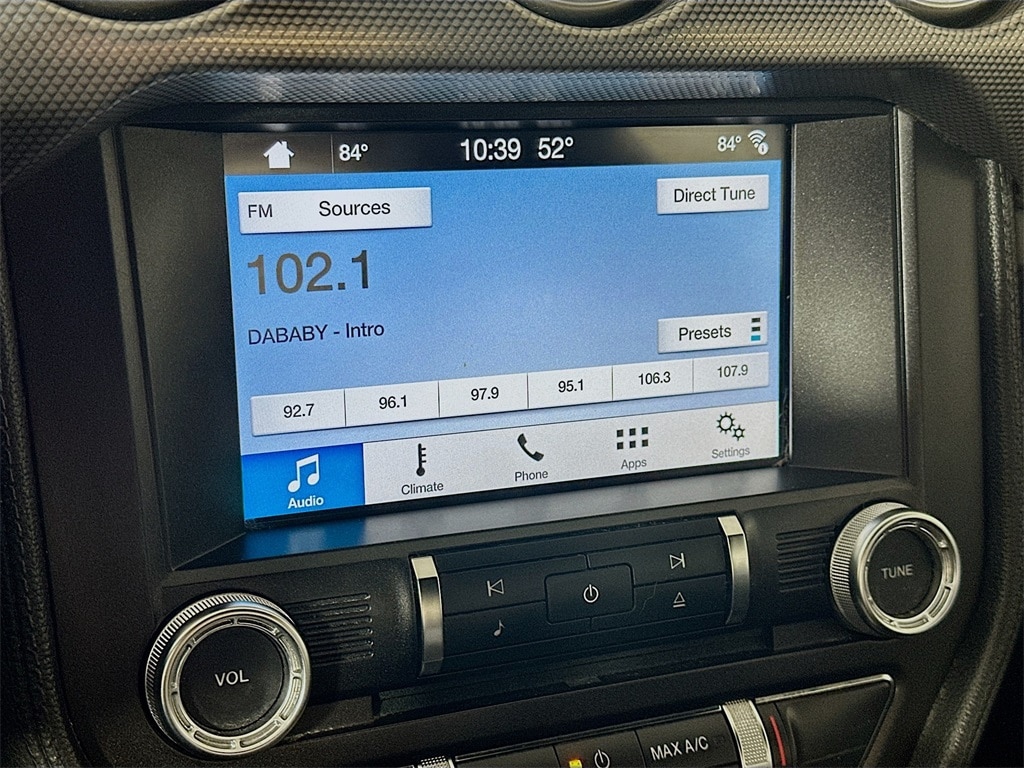 84° 10:39 52° 84°
FM Sources Direct Tune
102.1
DABABY - Intro
Presets
92.7 96.1 97.9 95.1 106.3 107.9
Audio Climate Phone Apps Settings
VOL
TUNE
MAX A/C